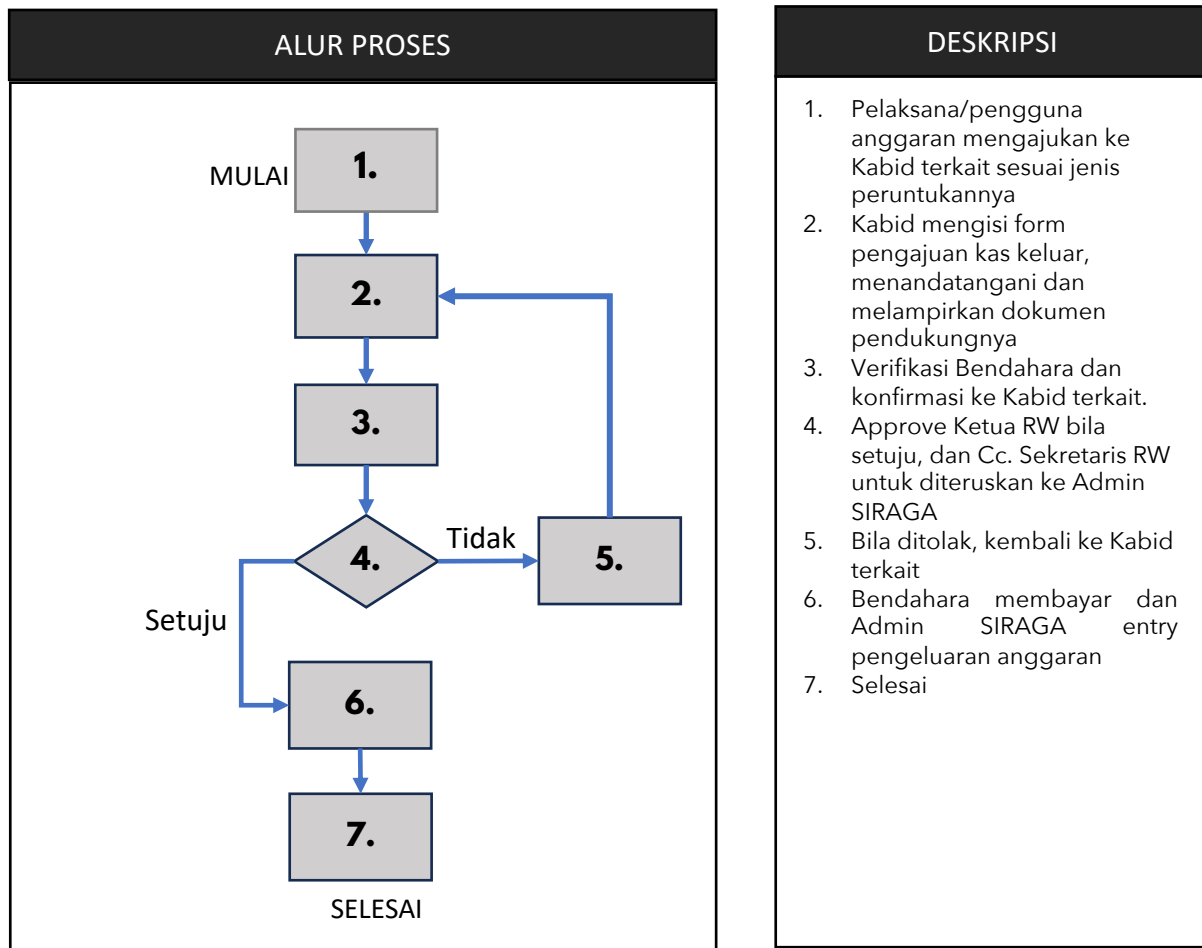 ALUR PROSES
MULAI
1.
2.
3.
4.
Tidak
5.
Setuju
6.
7.
SELESAI
DESKRIPSI
1. Pelaksana/pengguna
anggaran mengajukan ke
Kabid terkait sesuai jenis
peruntukannya
2. Kabid mengisi form
pengajuan kas keluar,
menandatangani dan
melampirkan dokumen
pendukungnya
3. Verifikasi Bendahara dan
konfirmasi ke Kabid terkait.
4. Approve Ketua RW bila
setuju, dan Cc. Sekretaris RW
untuk diteruskan ke Admin
SIRAGA
5. Bila ditolak, kembali ke Kabid
terkait
6. Bendahara membayar dan
Admin SIRAGA entry
pengeluaran anggaran
7. Selesai